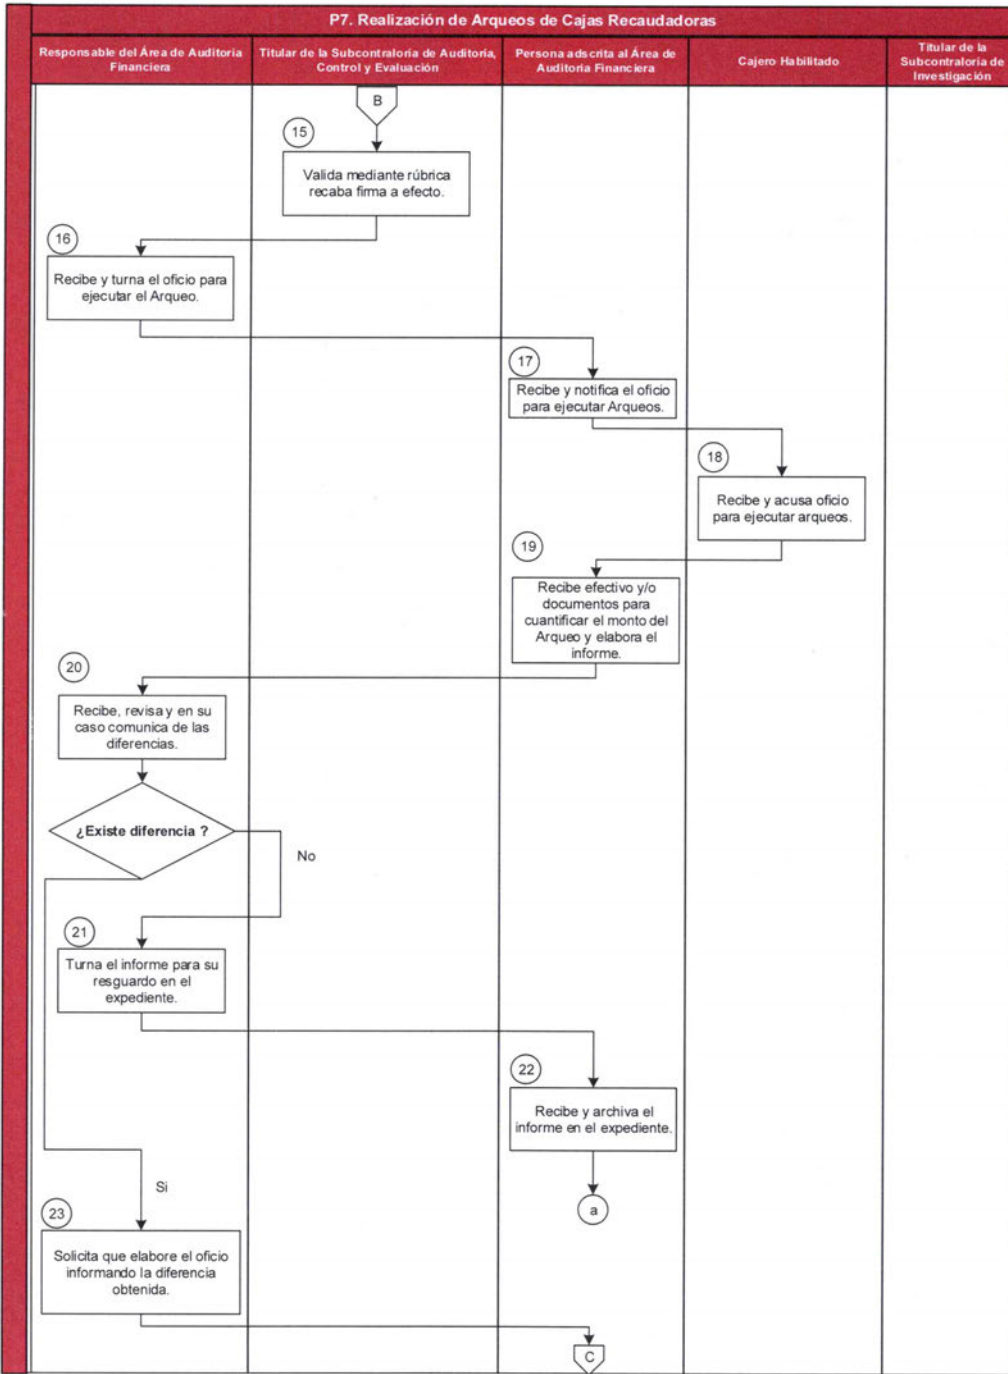 P7. Realización de Arqueos de Cajas Recaudadoras
Responsable del Área de Auditoría
Financiera
Titular de la Subcontraloría de Auditoría,
Control y Evaluación
Persona adscrita al Área de
Auditoría Financiera
Cajero Habilitado
Titular de la
Subcontraloría de
Investigación
B
15
Valida mediante rúbrica
recaba firma a efecto.
16
Recibe y turna el oficio para
ejecutar el Arqueo.
17
Recibe y notifica el oficio
para ejecutar Arqueos.
18
Recibe y acusa oficio
para ejecutar arqueos.
19
Recibe efectivo y/o
documentos para
cuantificar el monto del
Arqueo y elabora el
informe.
20
Recibe, revisa y en su
caso comunica de las
diferencias.
¿Existe diferencia ?
No
21
Turna el informe para su
resguardo en el
expediente.
22
Recibe y archiva el
informe en el expediente.
a
Si
23
Solicita que elabore el oficio
informando la diferencia
obtenida.
C